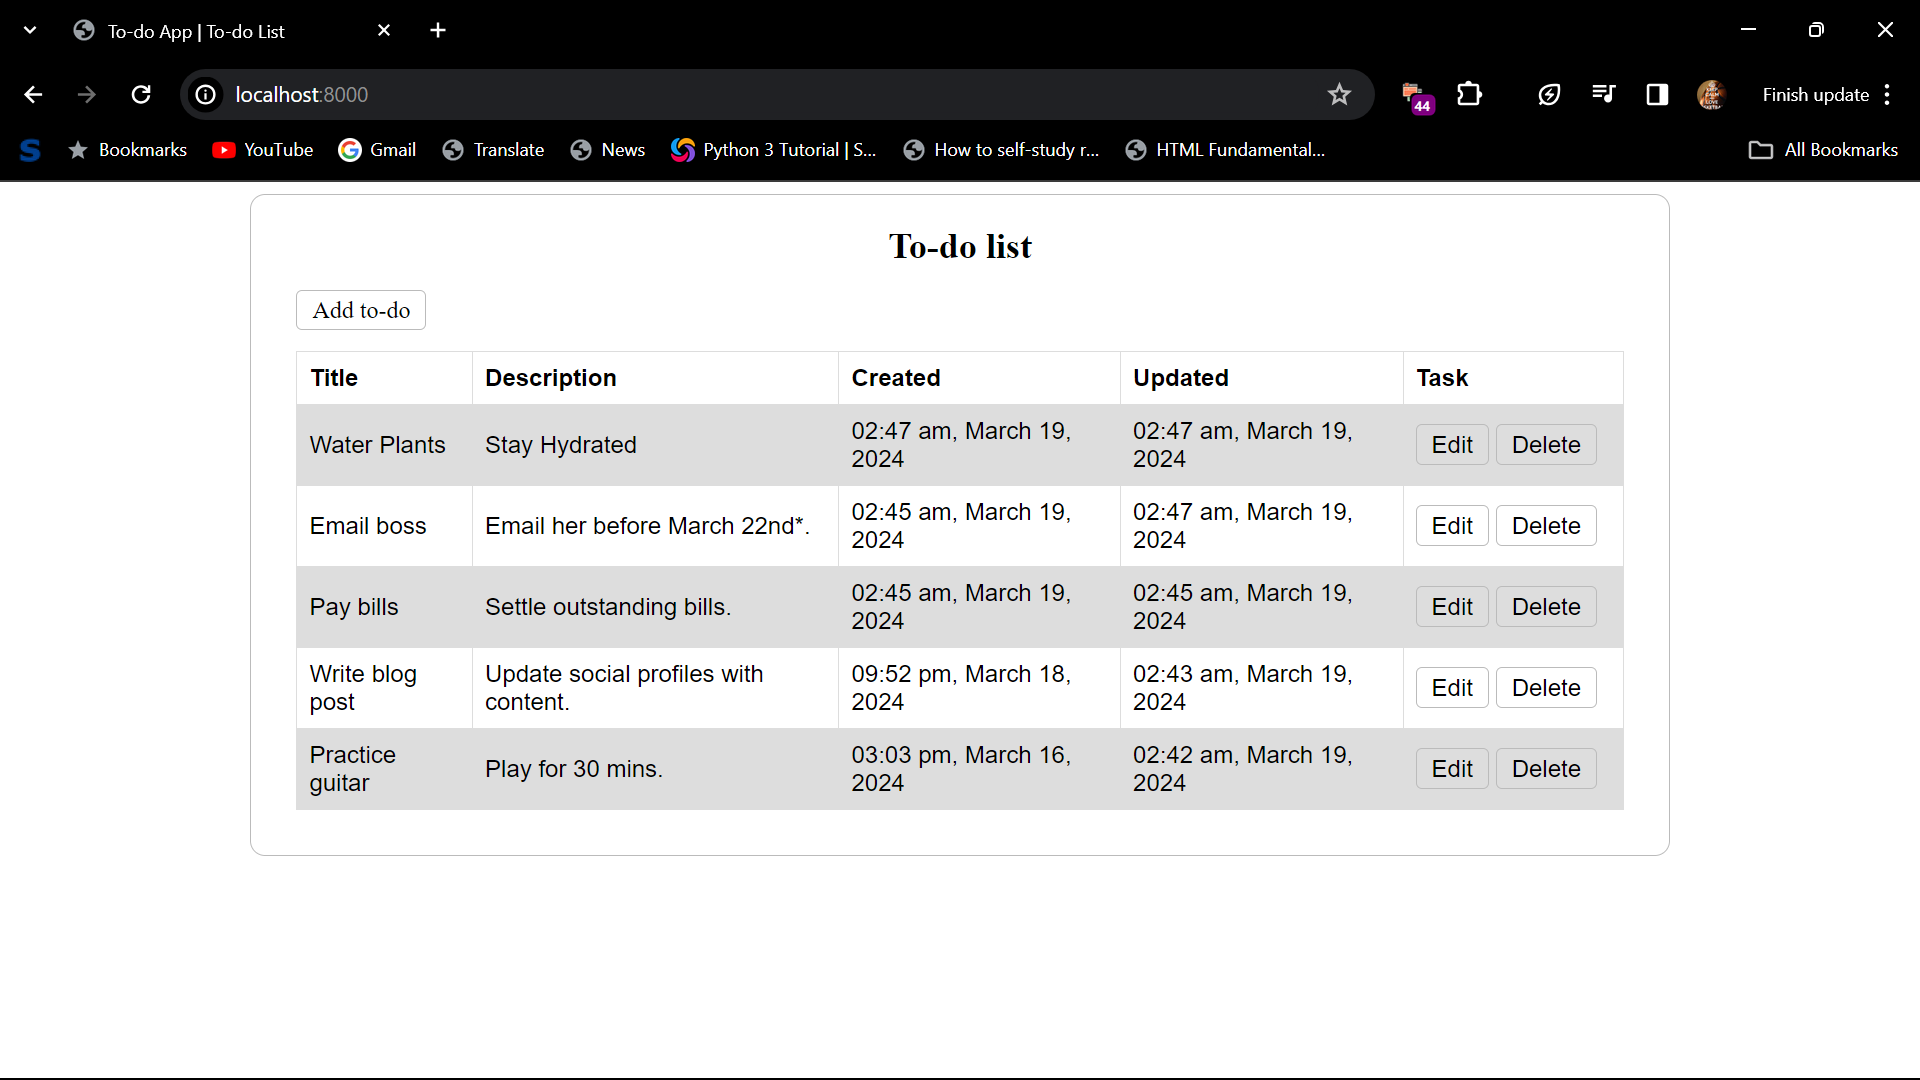 To-do App | To-do List
localhost:8000
44
Finish update
Bookmarks YouTube Gmail Translate News Python 3 Tutorial | S... How to self-study r... HTML Fundamental... All Bookmarks
To-do list
Add to-do
Title Description Created Updated Task
Water Plants Stay Hydrated 02:47 am, March 19, 02:47 am, March 19, Edit Delete
2024 2024
Email boss Email her before March 22nd*. 02:45 am, March 19, 02:47 am, March 19, Edit Delete
2024 2024
Pay bills Settle outstanding bills. 02:45 am, March 19, 02:45 am, March 19, Edit Delete
2024 2024
Write blog Update social profiles with 09:52 pm, March 18, 02:43 am, March 19, Edit Delete
post content. 2024 2024
Practice Play for 30 mins. 03:03 pm, March 16, 02:42 am, March 19, Edit Delete
guitar 2024 2024